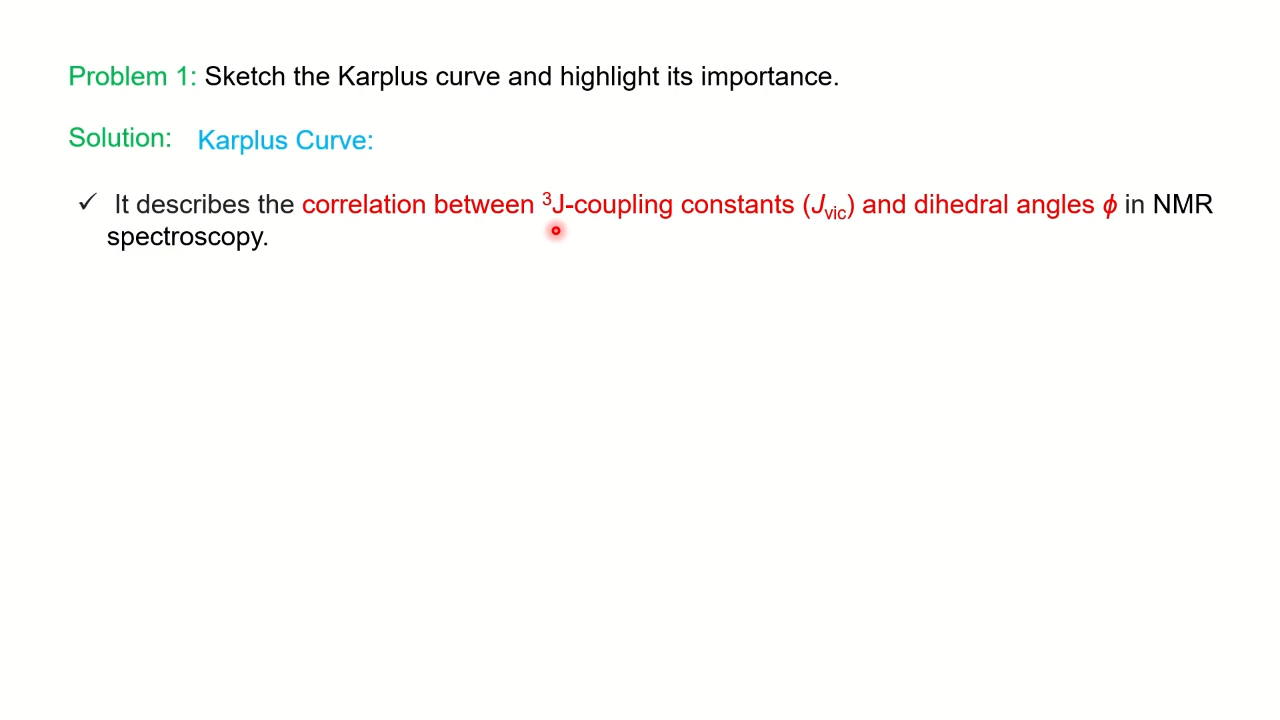 Problem 1: Sketch the Karplus curve and highlight its importance.
Solution: Karplus Curve:
✓ It describes the correlation between ³J-coupling constants (Jvic) and dihedral angles ϕ in NMR
spectroscopy.